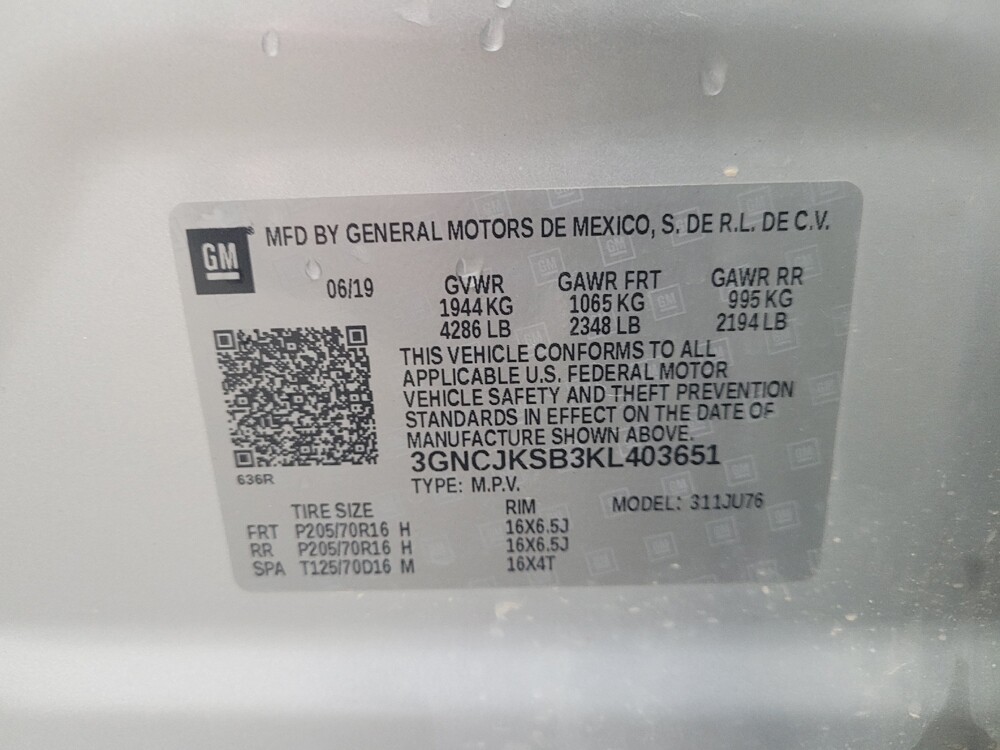 GM
MFD BY GENERAL MOTORS DE MEXICO, S. DE R.L. DE C.V.
06/19 GVWR GAWR FRT GAWR RR
1944 KG 1065 KG 995 KG
4286 LB 2348 LB 2194 LB
THIS VEHICLE CONFORMS TO ALL
APPLICABLE U.S. FEDERAL MOTOR
VEHICLE SAFETY AND THEFT PREVENTION
STANDARDS IN EFFECT ON THE DATE OF
MANUFACTURE SHOWN ABOVE.
3GNCJKSB3KL403651
636R
TYPE: M.P.V.
TIRE SIZE RIM MODEL: 311JU76
FRT P205/70R16 H 16X6.5J
RR P205/70R16 H 16X6.5J
SPA T125/70D16 M 16X4T